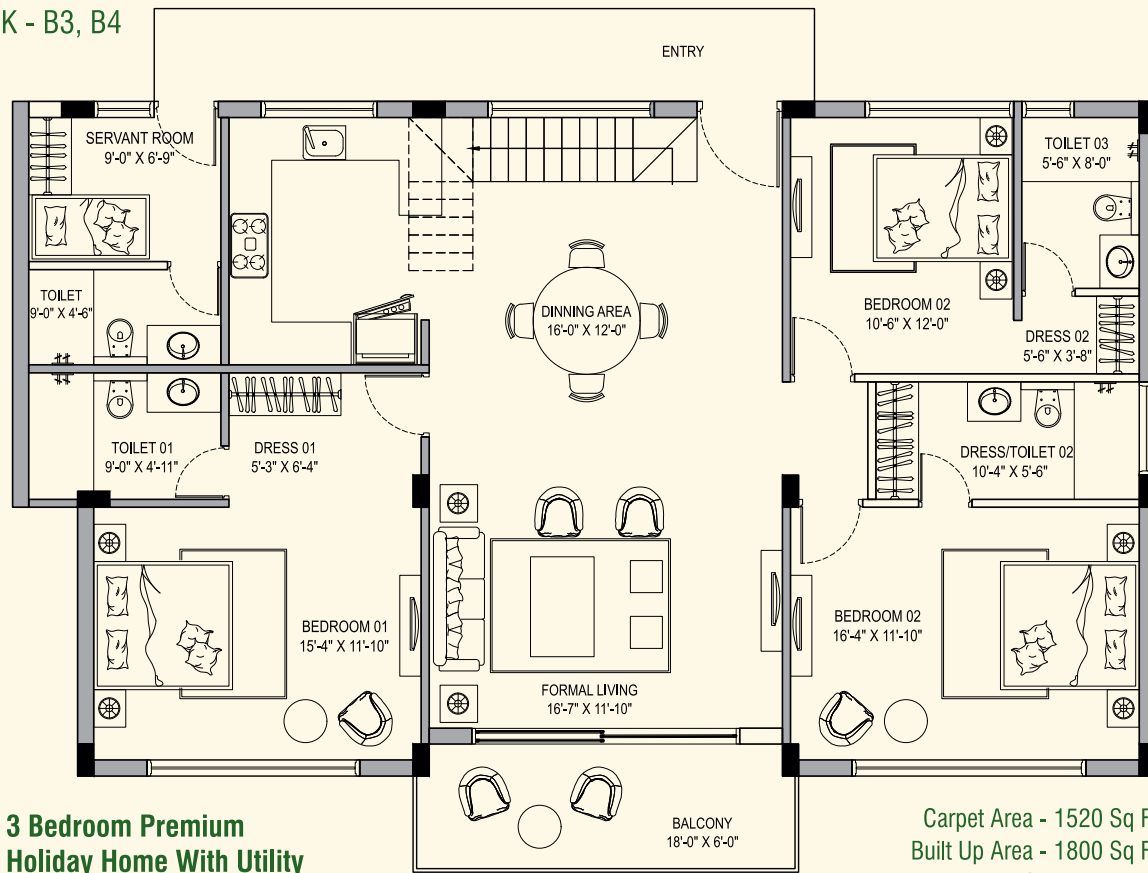 K - B3, B4
ENTRY
SERVANT ROOM
9'-0" X 6'-9"
TOILET 03
5'-6" X 8'-0"
TOILET
9'-0" X 4'-6"
DINNING AREA
16'-0" X 12'-0"
BEDROOM 02
10'-6" X 12'-0"
DRESS 02
5'-6" X 3'-8"
TOILET 01
9'-0" X 4'-11"
DRESS 01
5'-3" X 6'-4"
DRESS/TOILET 02
10'-4" X 5'-6"
BEDROOM 01
15'-4" X 11'-10"
BEDROOM 02
16'-4" X 11'-10"
FORMAL LIVING
16'-7" X 11'-10"
BALCONY
18'-0" X 6'-0"
3 Bedroom Premium
Holiday Home With Utility
Carpet Area - 1520 Sq F
Built Up Area - 1800 Sq F